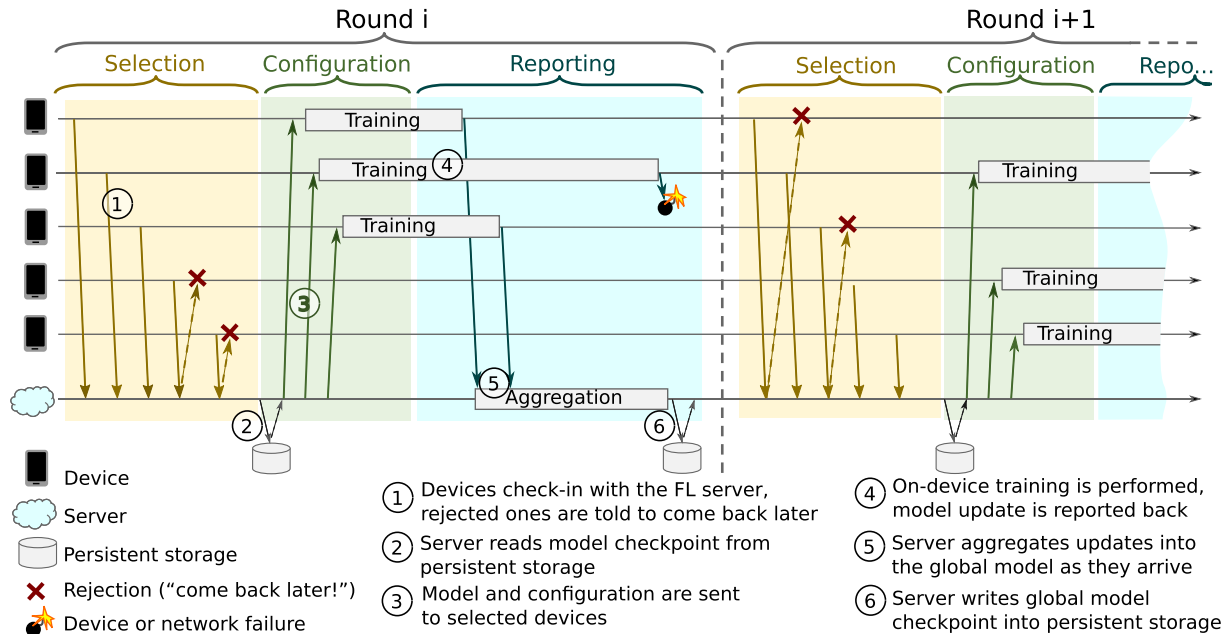 Round i
Round i+1
Selection
Configuration
Reporting
Selection
Configuration
Repo...
Training
Training
4
Training
1
3
Training
Training
Training
5
Aggregation
2
6
Device
Server
Persistent storage
Rejection (“come back later!”)
Device or network failure
1 Devices check-in with the FL server,
rejected ones are told to come back later
2 Server reads model checkpoint from
persistent storage
3 Model and configuration are sent
to selected devices
4 On-device training is performed,
model update is reported back
5 Server aggregates updates into
the global model as they arrive
6 Server writes global model
checkpoint into persistent storage